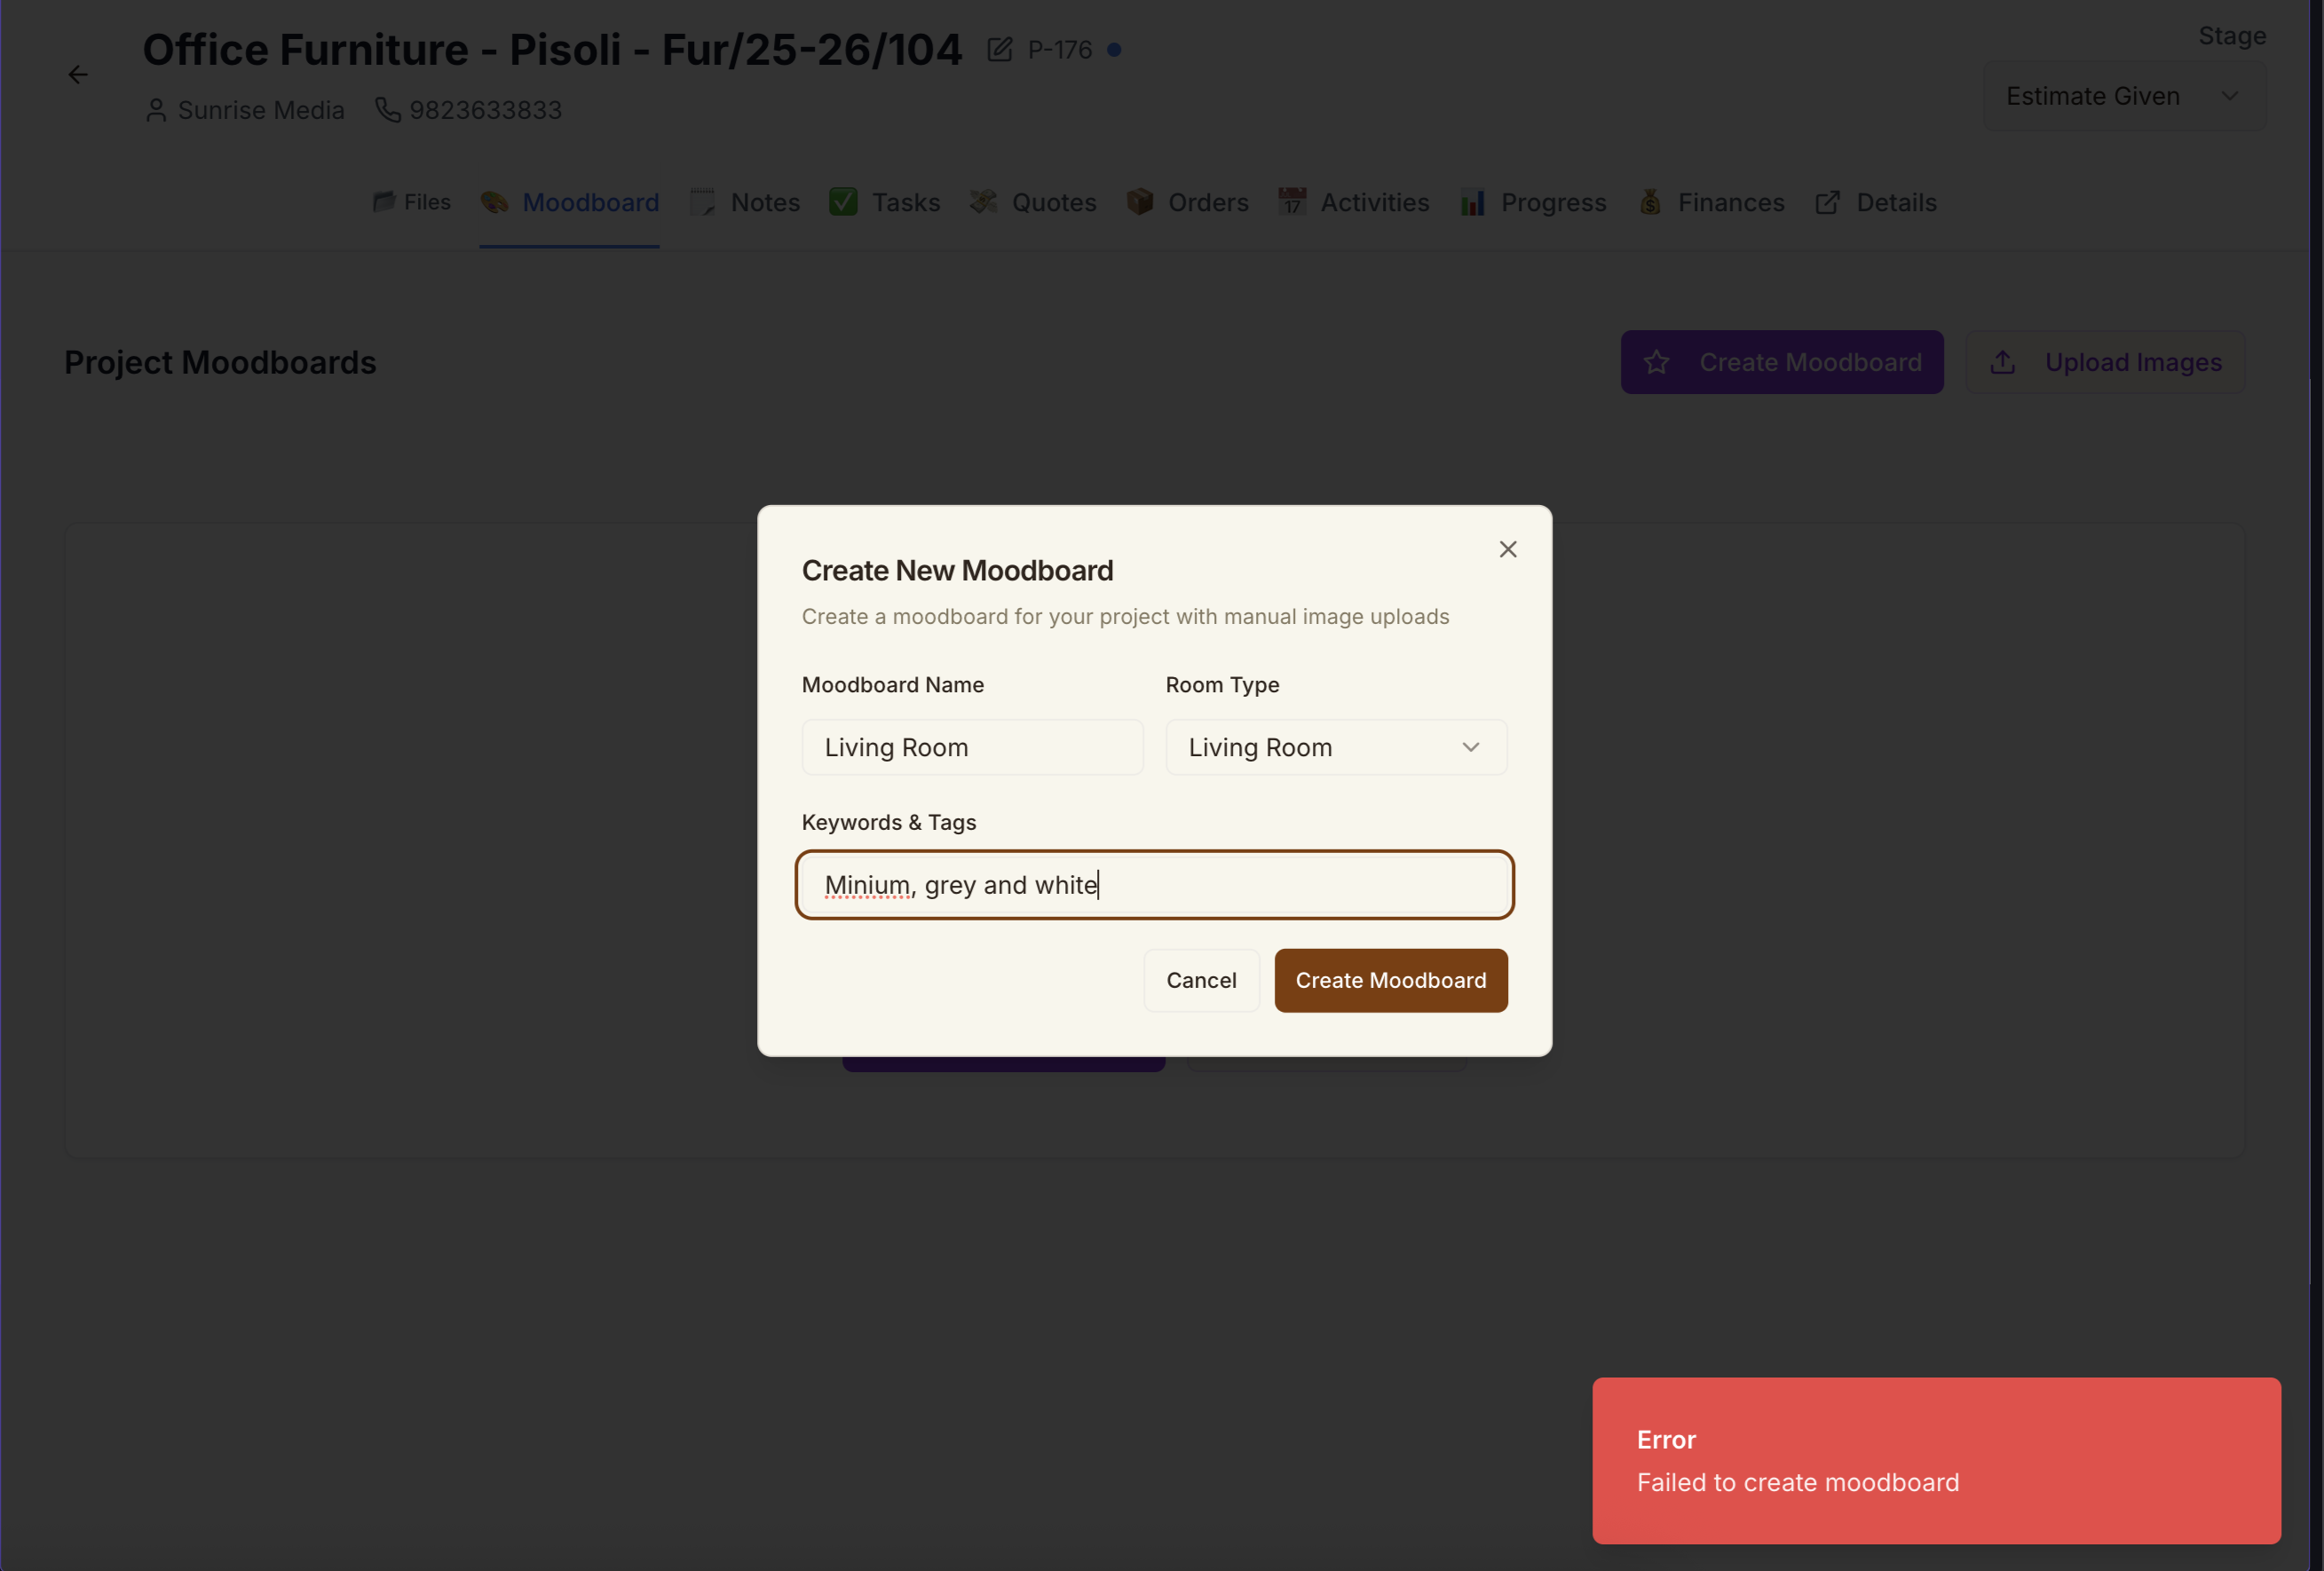 Office Furniture - Pisoli - Fur/25-26/104 P-176
Stage
Sunrise Media 9823633833
Estimate Given
Files Moodboard Notes Tasks Quotes Orders 17 Activities Progress Finances Details
Project Moodboards
Create Moodboard Upload Images
Create New Moodboard
Create a moodboard for your project with manual image uploads
Moodboard Name Room Type
Living Room Living Room
Keywords & Tags
Minium, grey and white
Cancel Create Moodboard
Error
Failed to create moodboard